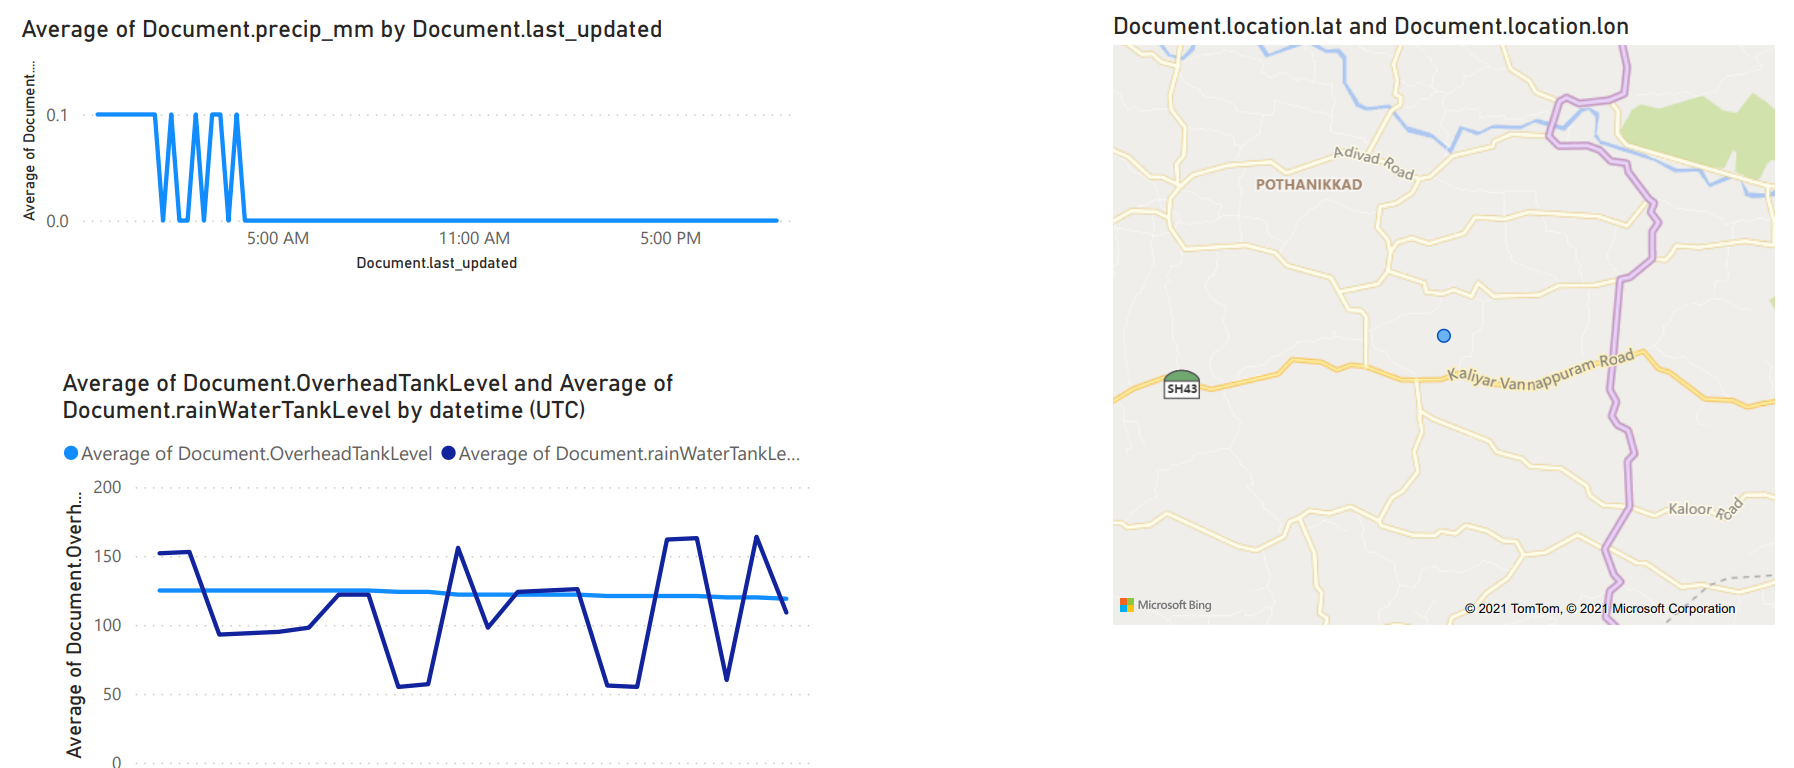 Average of Document.precip_mm by Document.last_updated
Average of Document....
0.1
0.0
5:00 AM
11:00 AM
5:00 PM
Document.last_updated
Average of Document.OverheadTankLevel and Average of
Document.rainWaterTankLevel by datetime (UTC)
Average of Document.OverheadTankLevel
Average of Document.rainWaterTankLe...
Average of Document.Overh...
200
150
100
50
0
Document.location.lat and Document.location.lon
Adivad Road
POTHANIKKAD
Kaliyar Vannappuram Road
SH43
Kaloor Road
Microsoft Bing
© 2021 TomTom, © 2021 Microsoft Corporation